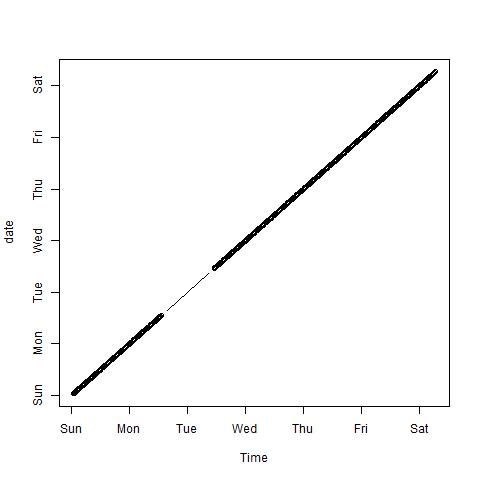 Sat
Fri
Thu
Wed
Tue
Mon
Sun
date
Sun Mon Tue Wed Thu Fri Sat
Time